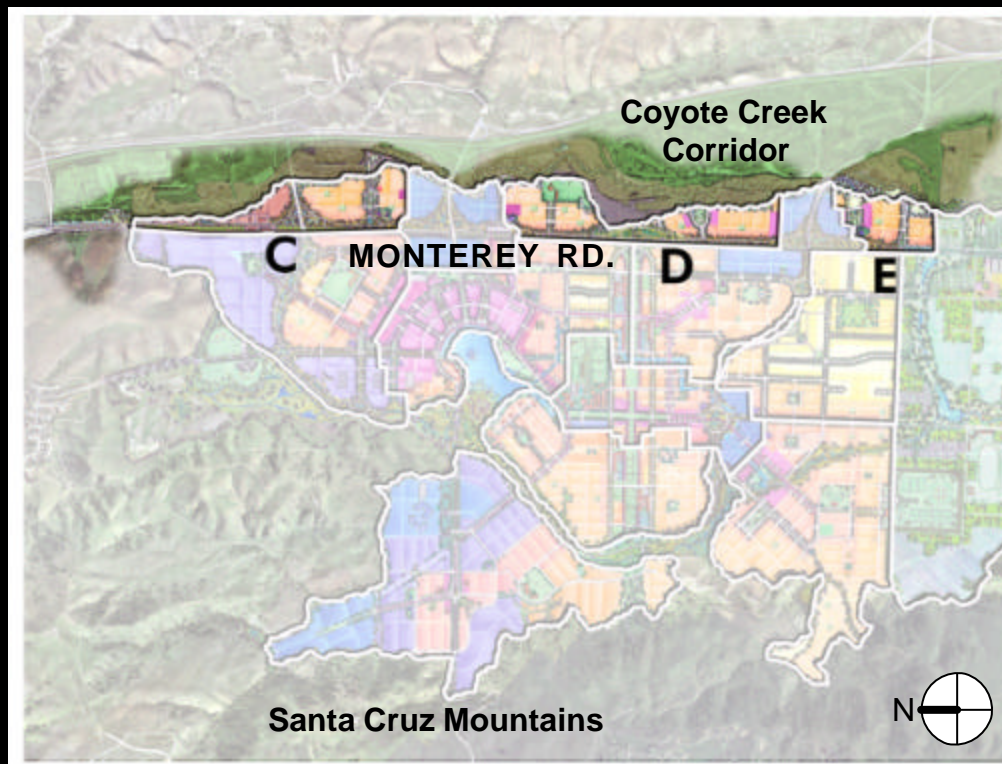 Coyote Creek
Corridor
C
MONTEREY RD.
D
E
Santa Cruz Mountains
N